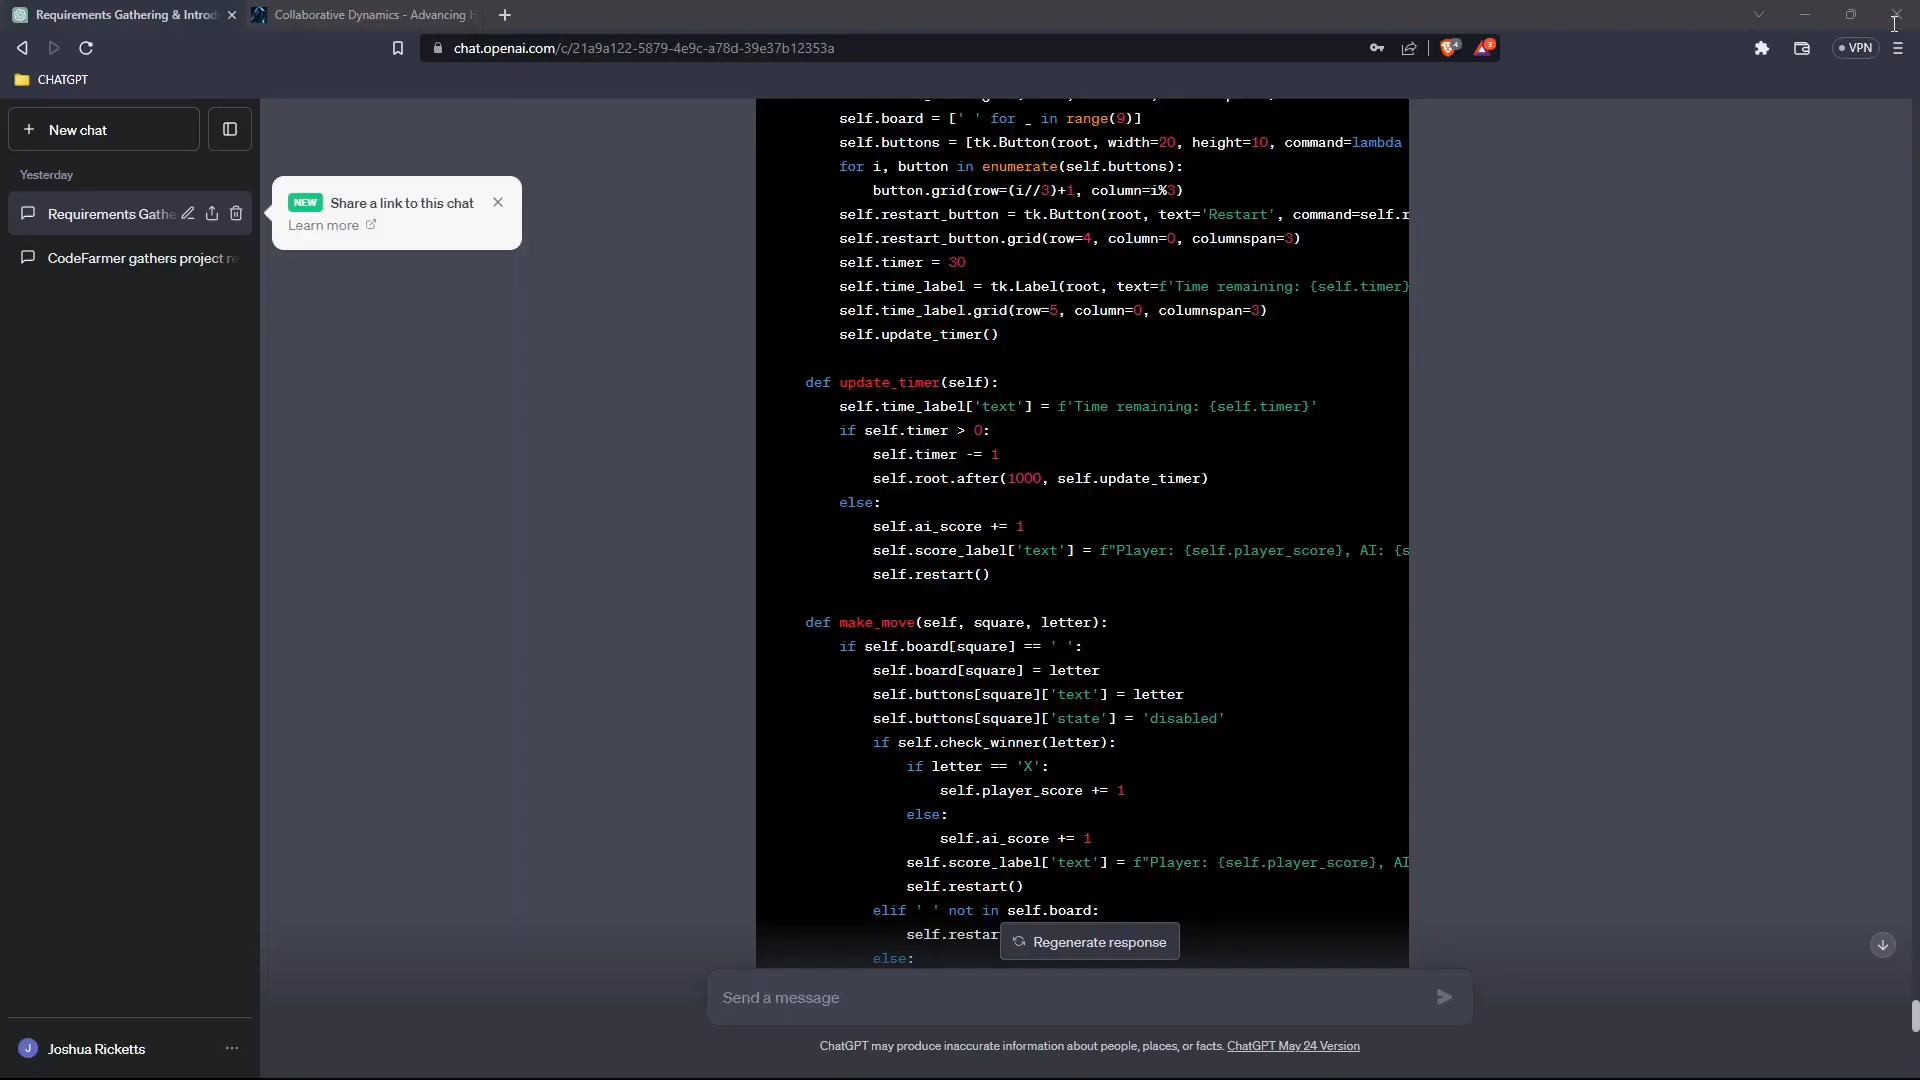 Requirements Gathering & Introd
Collaborative Dynamics - Advancing H
chat.openai.com/c/21a9a122-5879-4e9c-a78d-39e37b12353a
4
3
VPN
CHATGPT
New chat
Yesterday
Requirements Gathe
CodeFarmer gathers project re
NEW Share a link to this chat
Learn more
self.board = [' ' for _ in range(9)]
self.buttons = [tk.Button(root, width=20, height=10, command=lambda
for i, button in enumerate(self.buttons):
button.grid(row=(i//3)+1, column=i%3)
self.restart_button = tk.Button(root, text='Restart', command=self.r
self.restart_button.grid(row=4, column=0, columnspan=3)
self.timer = 30
self.time_label = tk.Label(root, text=f'Time remaining: {self.timer}
self.time_label.grid(row=5, column=0, columnspan=3)
self.update_timer()
def update_timer(self):
self.time_label['text'] = f'Time remaining: {self.timer}'
if self.timer > 0:
self.timer -= 1
self.root.after(1000, self.update_timer)
else:
self.ai_score += 1
self.score_label['text'] = f"Player: {self.player_score}, AI: {s
self.restart()
def make_move(self, square, letter):
if self.board[square] == ' ':
self.board[square] = letter
self.buttons[square]['text'] = letter
self.buttons[square]['state'] = 'disabled'
if self.check_winner(letter):
if letter == 'X':
self.player_score += 1
else:
self.ai_score += 1
self.score_label['text'] = f"Player: {self.player_score}, AI
self.restart()
elif ' ' not in self.board:
self.restar
else:
Regenerate response
Send a message
ChatGPT may produce inaccurate information about people, places, or facts. ChatGPT May 24 Version
J Joshua Ricketts